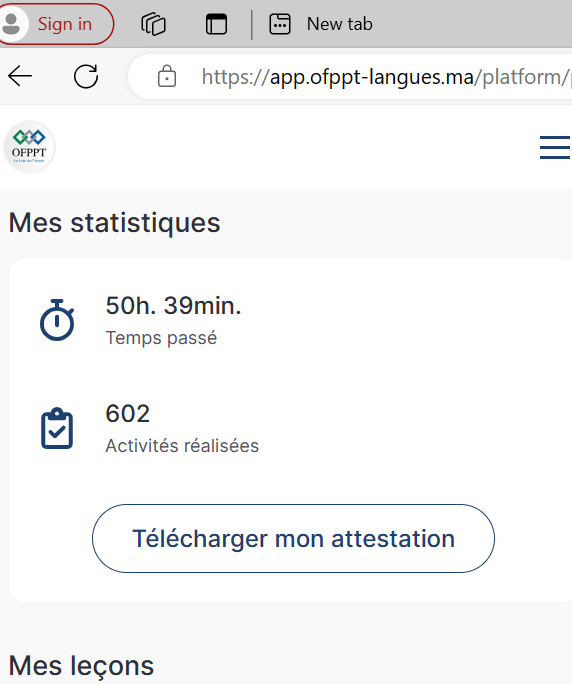 Sign in
New tab
https://app.ofppt-langues.ma/platform/
OFPPT
Mes statistiques
50h. 39min.
Temps passé
602
Activités réalisées
Télécharger mon attestation
Mes leçons